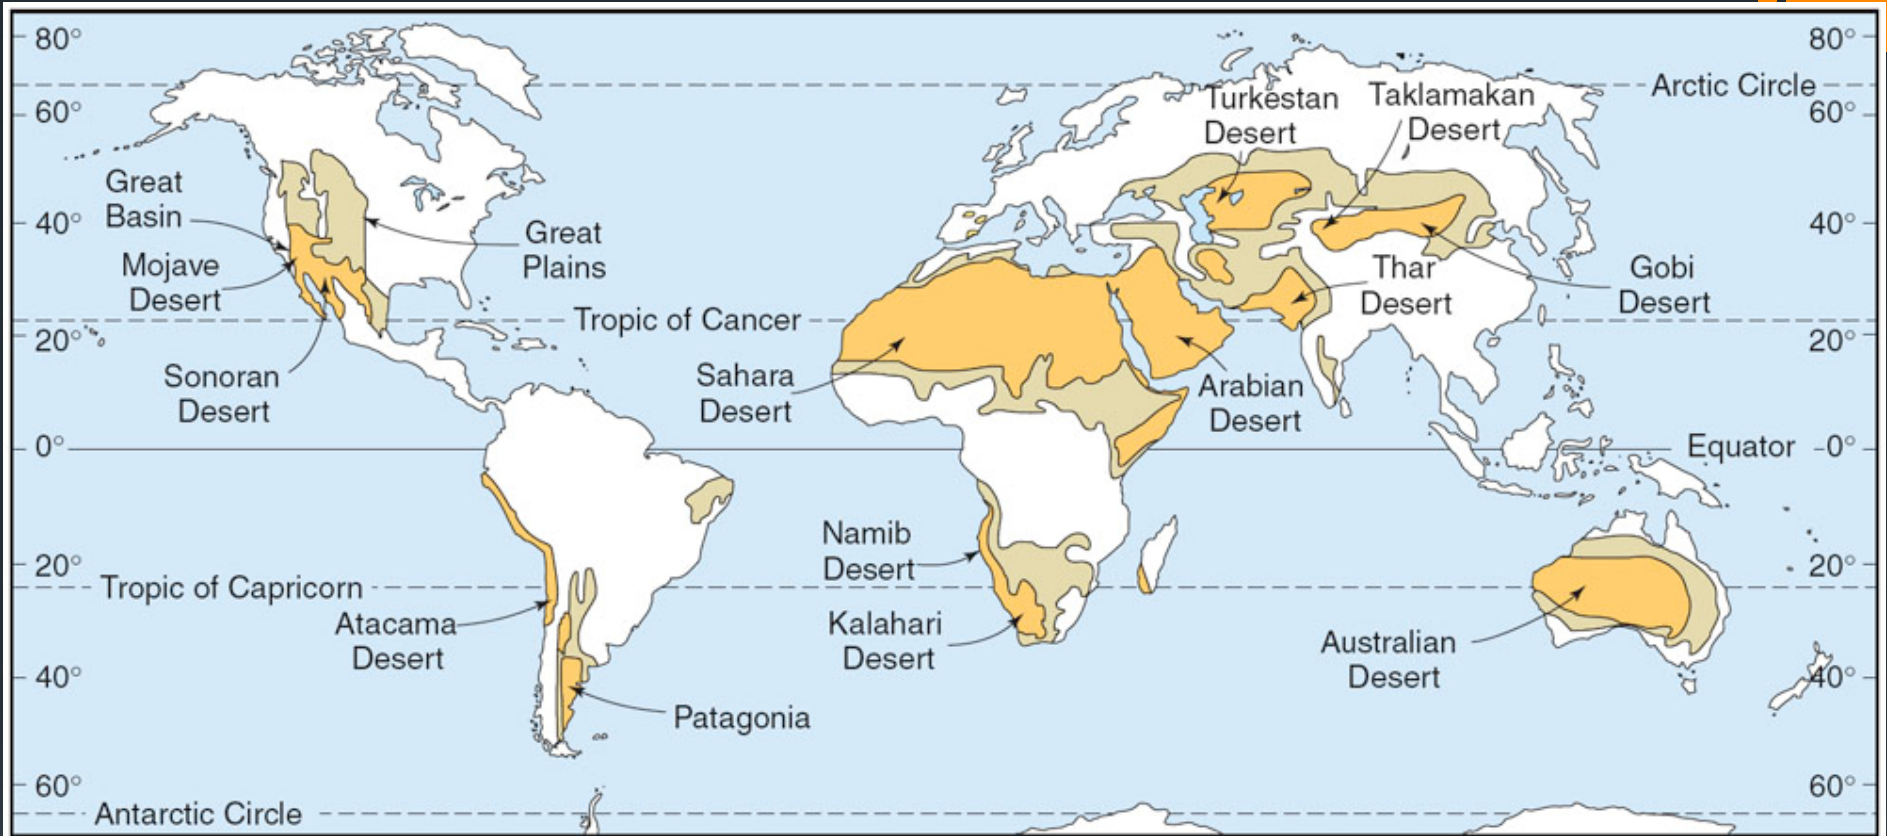 80°
80°
Arctic Circle
60°
60°
Turkestan
Desert
Taklamakan
Desert
Great
Basin
40°
40°
Great
Plains
Mojave
Desert
Thar
Desert
Gobi
Desert
Tropic of Cancer
20°
20°
Sonoran
Desert
Sahara
Desert
Arabian
Desert
0°
Equator
0°
Namib
Desert
20°
20°
Tropic of Capricorn
Atacama
Desert
Kalahari
Desert
Australian
Desert
40°
40°
Patagonia
60°
60°
Antarctic Circle